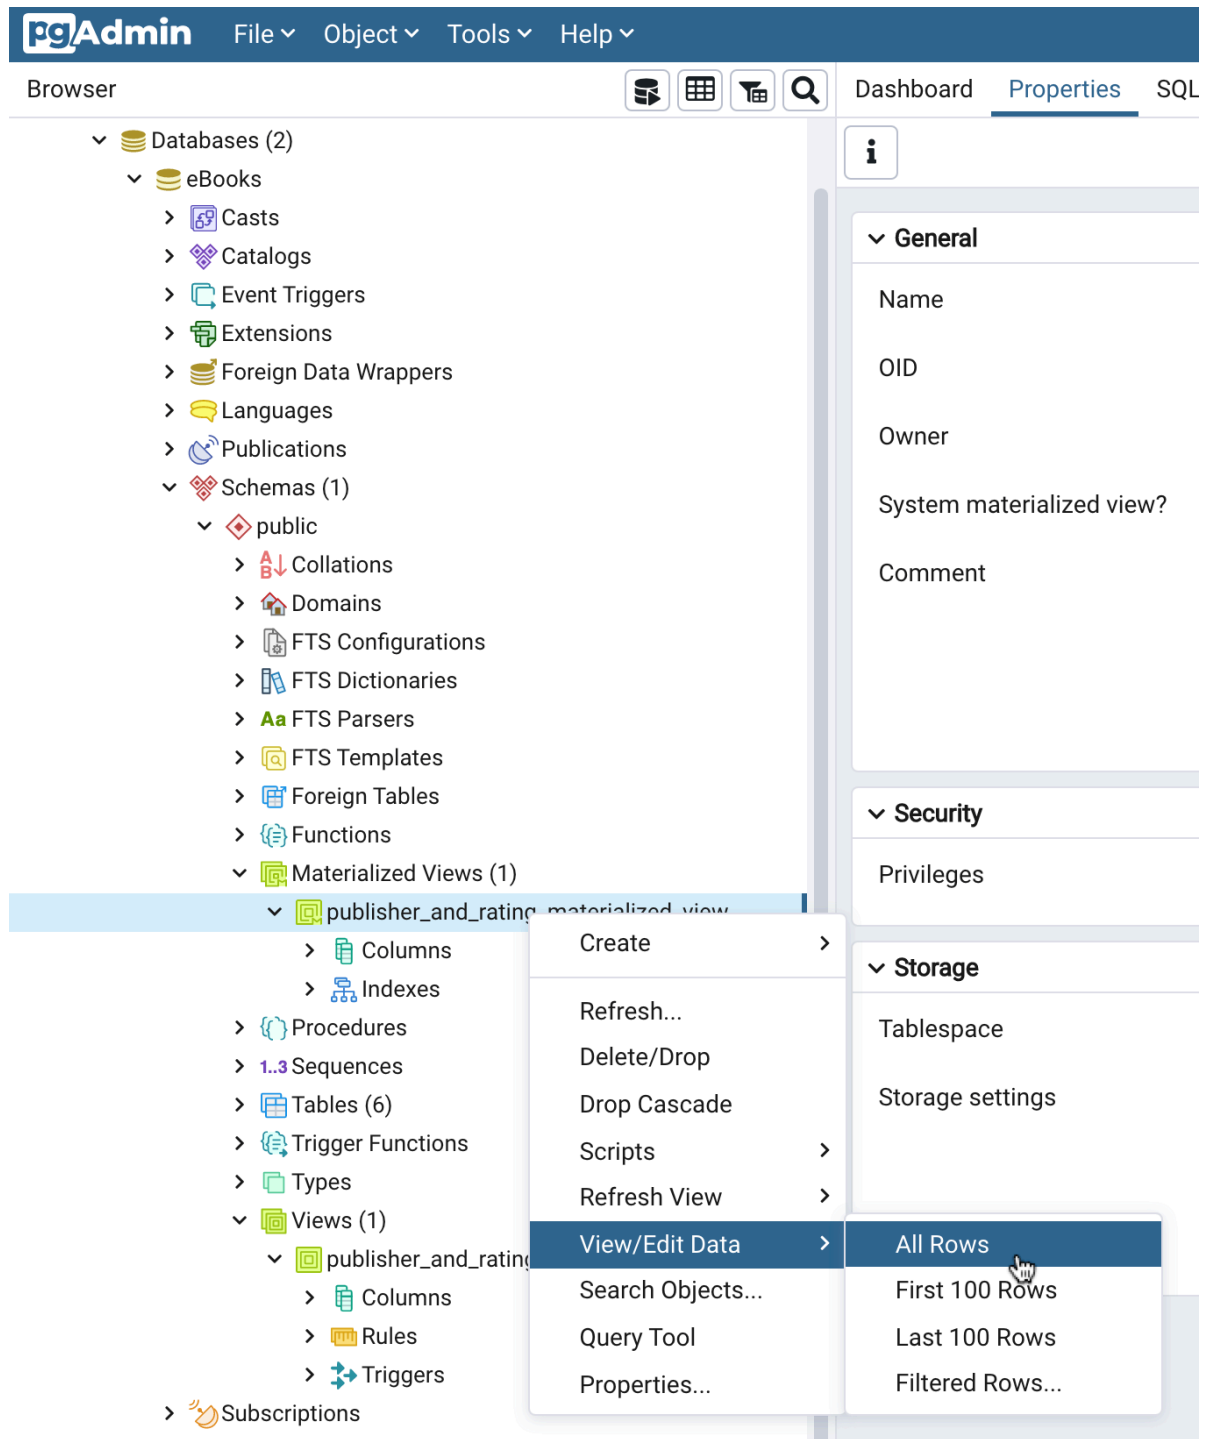 pgAdmin File Object Tools Help
Browser
Dashboard Properties SQL
Databases (2)
eBooks
Casts
Catalogs
Event Triggers
Extensions
Foreign Data Wrappers
Languages
Publications
Schemas (1)
public
Collations
Domains
FTS Configurations
FTS Dictionaries
Aa FTS Parsers
FTS Templates
Foreign Tables
Functions
Materialized Views (1)
publisher_and_rating_materialized_view
Columns
Indexes
Procedures
1..3 Sequences
Tables (6)
Trigger Functions
Types
Views (1)
publisher_and_rating
Columns
Rules
Triggers
Subscriptions
Create
Refresh...
Delete/Drop
Drop Cascade
Scripts
Refresh View
View/Edit Data
Search Objects...
Query Tool
Properties...
All Rows
First 100 Rows
Last 100 Rows
Filtered Rows...
i
General
Name
OID
Owner
System materialized view?
Comment
Security
Privileges
Storage
Tablespace
Storage settings